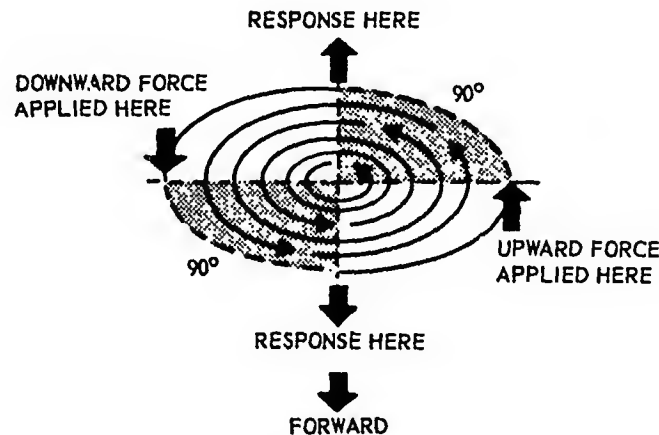 RESPONSE HERE
DOWNWARD FORCE
APPLIED HERE
90°
90°
UPWARD FORCE
APPLIED HERE
RESPONSE HERE
FORWARD